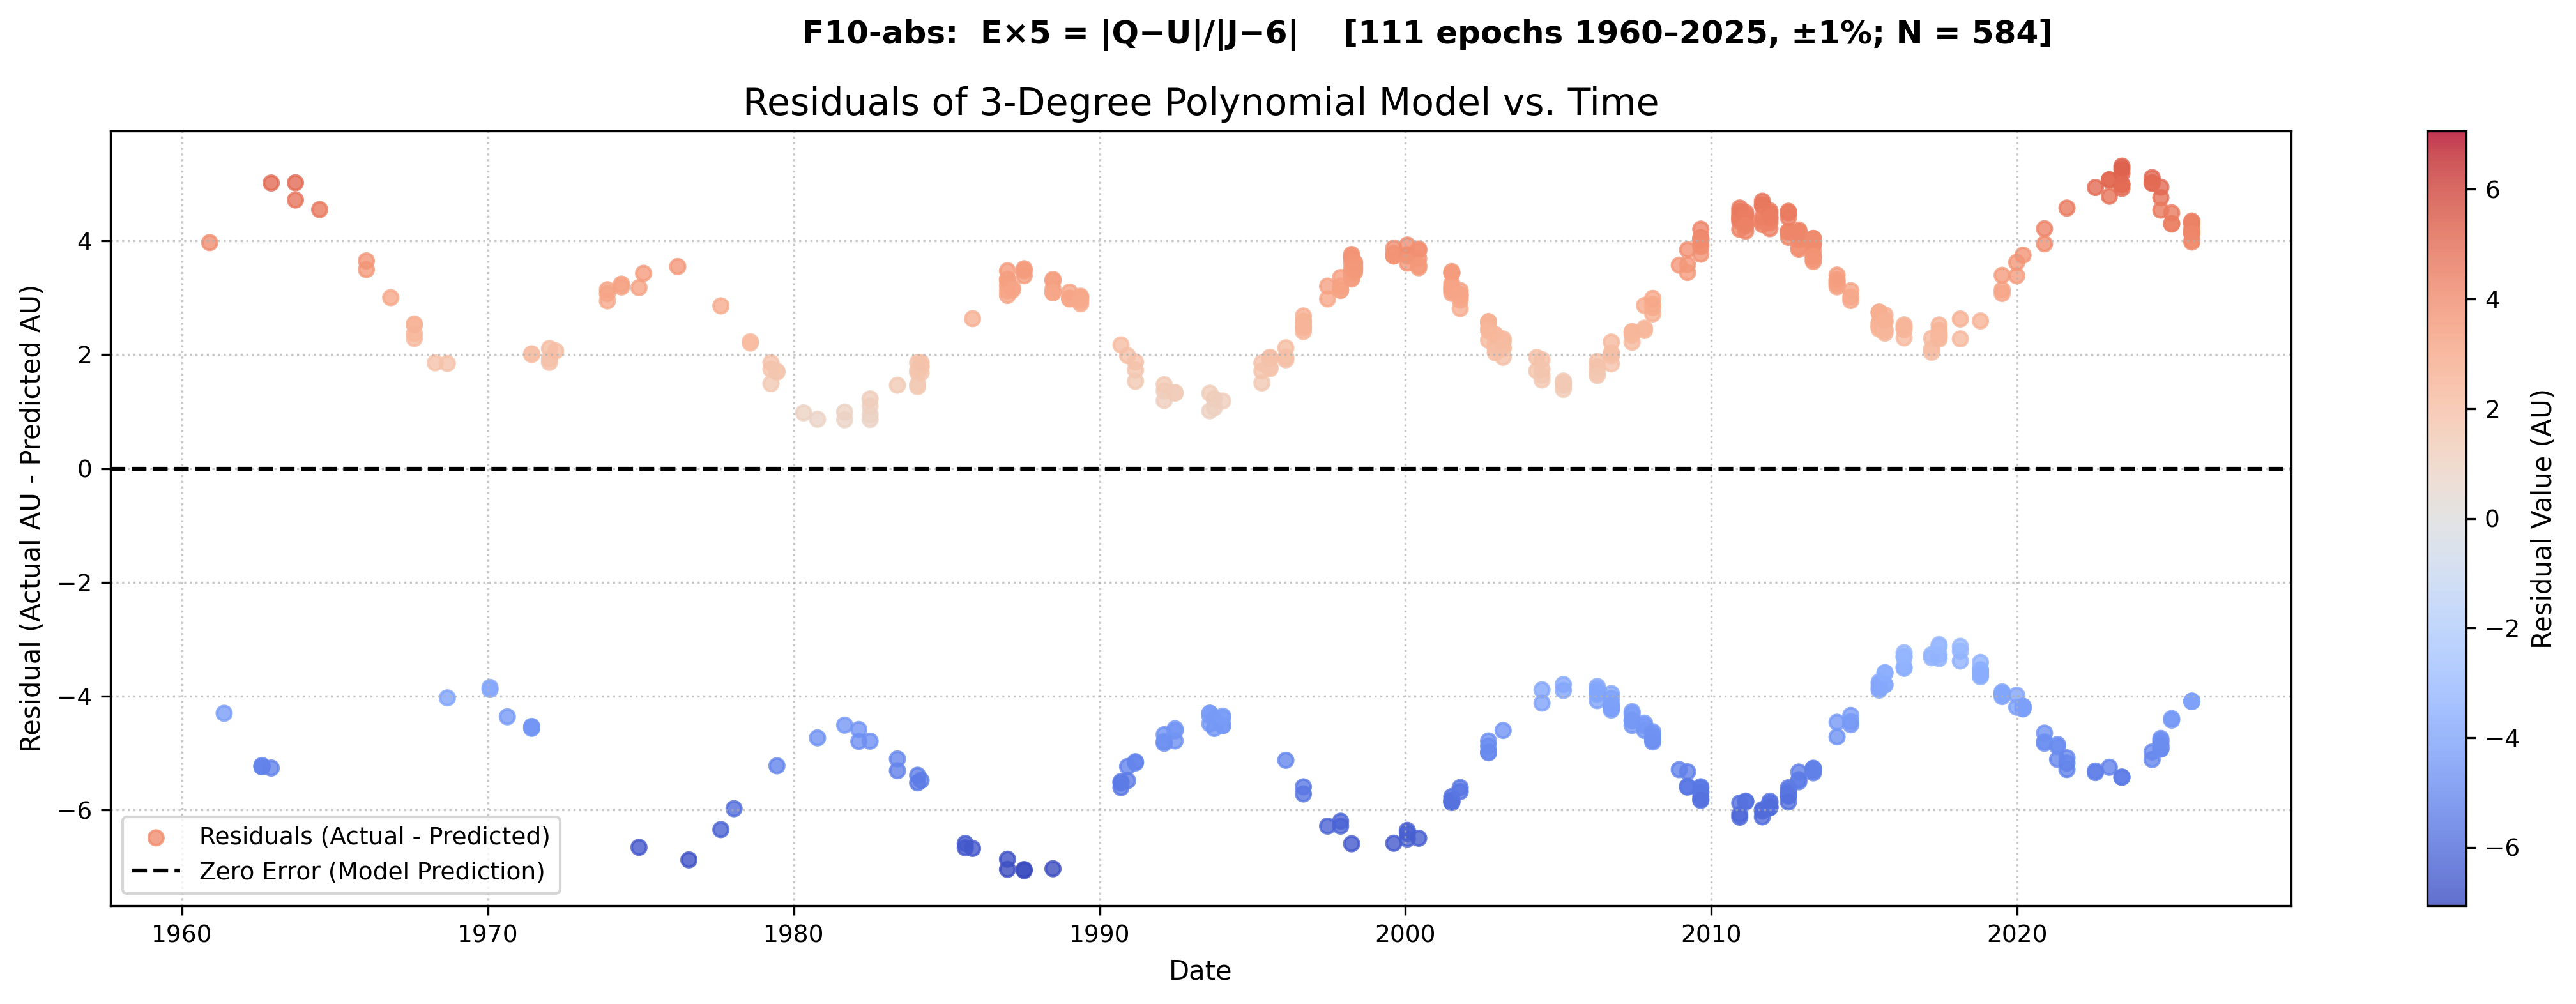 F10-abs:  E×5 = |Q−U|/|J−6|    [111 epochs 1960–2025, ±1%; N = 584]
Residuals of 3-Degree Polynomial Model vs. Time
Residual (Actual AU - Predicted AU)
4
2
0
−2
−4
−6
Residuals (Actual - Predicted)
Zero Error (Model Prediction)
1960 1970 1980 1990 2000 2010 2020
Date
6
4
2
0
−2
−4
−6
Residual Value (AU)